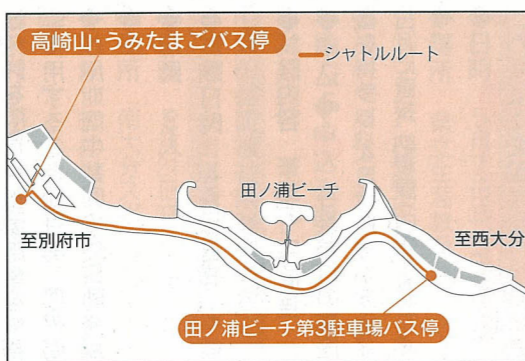 高崎山・うみたまごバス停
シャトルルート
田ノ浦ビーチ
至別府市
至西大分
田ノ浦ビーチ第3駐車場バス停